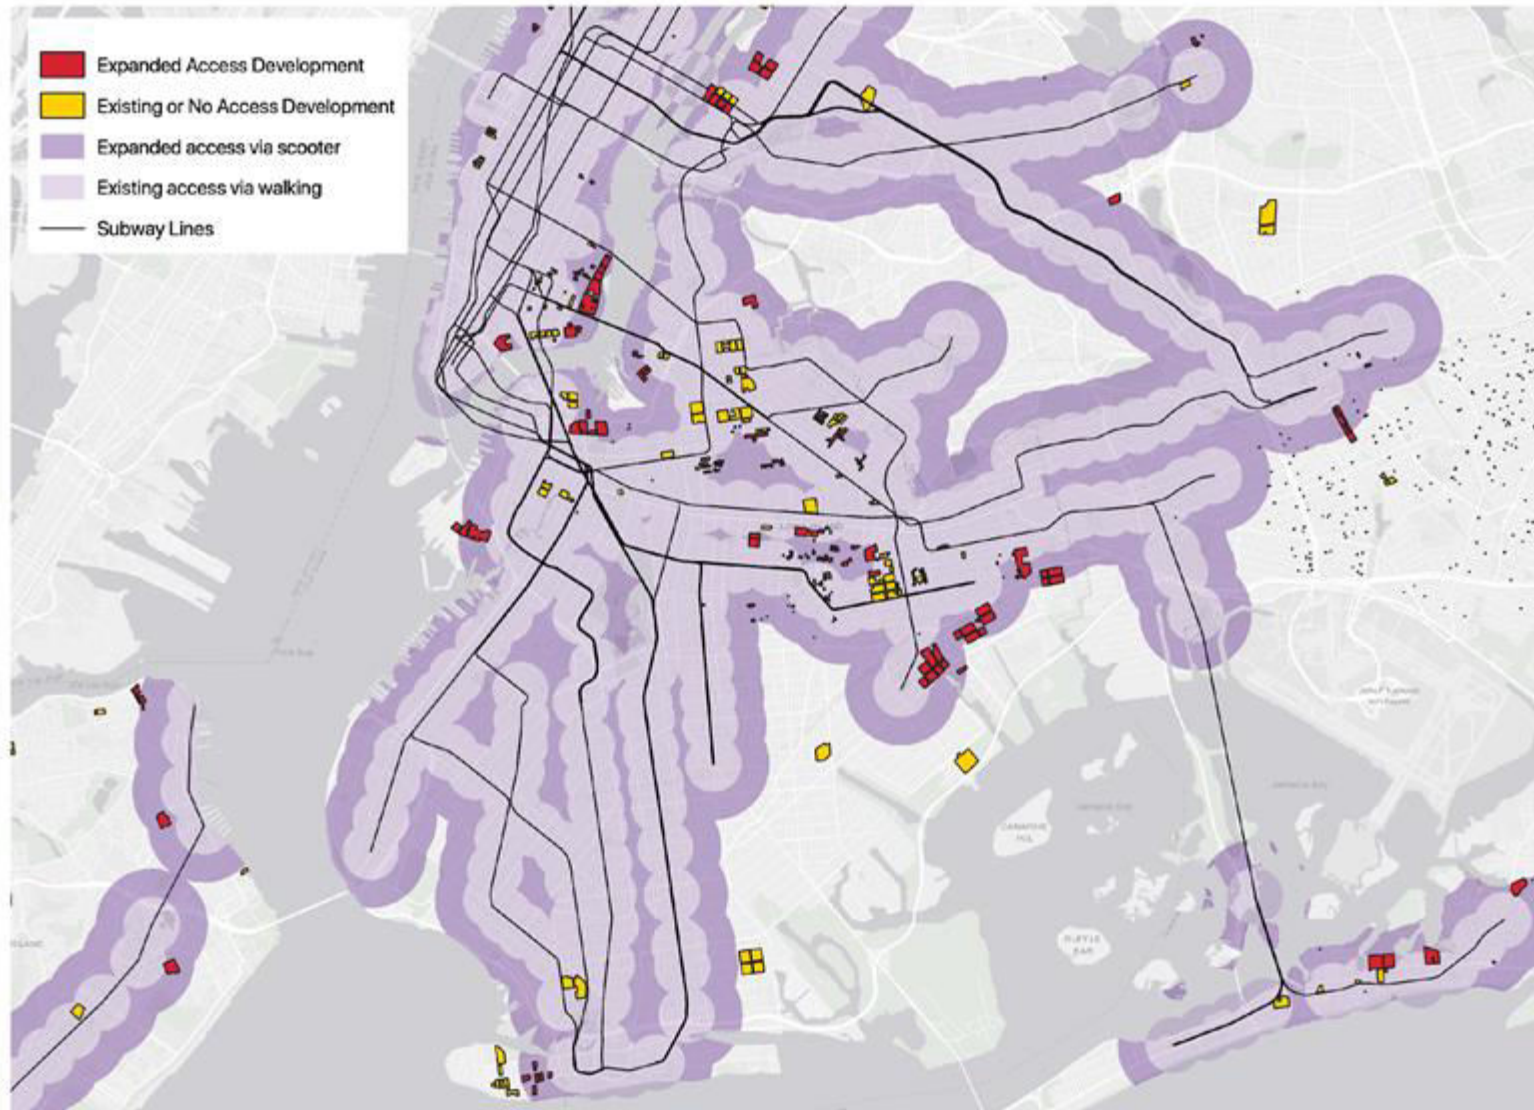 Expanded Access Development
Existing or No Access Development
Expanded access via scooter
Existing access via walking
Subway Lines